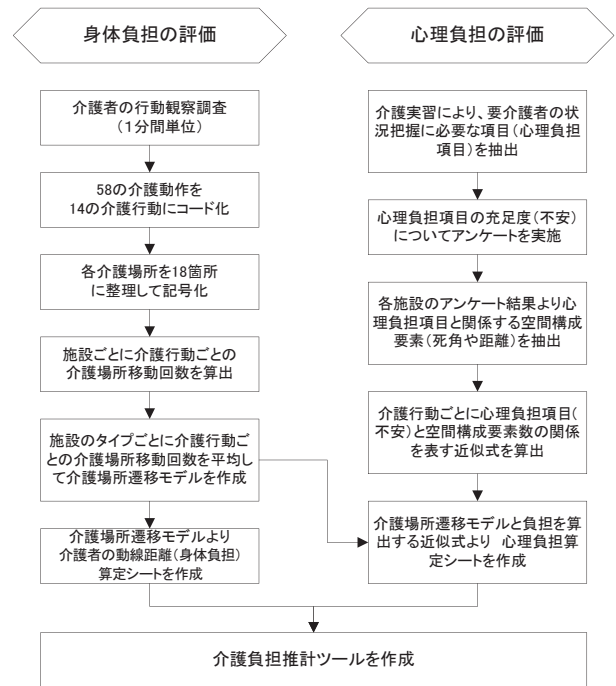 身体負担の評価
介護者の行動観察調査
（１分間単位）
58の介護動作を
14の介護行動にコード化
各介護場所を18箇所
に整理して記号化
施設ごとに介護行動ごとの
介護場所移動回数を算出
施設のタイプごとに介護行動ご
との介護場所移動回数を平均し
て介護場所遷移モデルを作成
介護場所遷移モデルより
介護者の動線距離（身体負担）
算定シートを作成
心理負担の評価
介護実習により、要介護者の状
況把握に必要な項目（心理負担
項目）を抽出
心理負担項目の充足度（不安）
についてアンケートを実施
各施設のアンケート結果より心
理負担項目と関係する空間構成
要素（死角や距離）を抽出
介護行動ごとに心理負担項目（
不安）と空間構成要素数の関係
を表す近似式を算出
介護場所遷移モデルと負担を算
出する近似式より　心理負担算
定シートを作成
介護負担推計ツールを作成